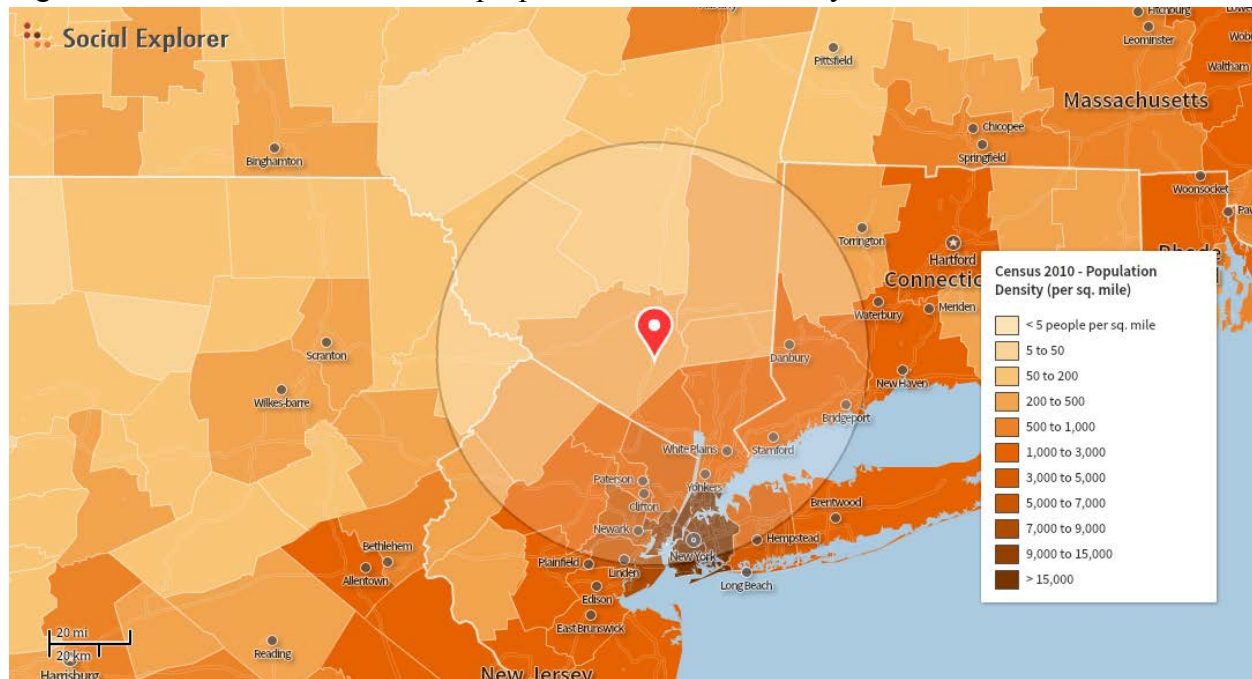 Social Explorer
Fitchburg
Leominster
Waltham
Pittsfield
Massachusetts
Chicopee
Springfield
Binghamton
Woonsocket
Torrington
Hartford
Connectic
Census 2010 - Population
Density (per sq. mile)
< 5 people per sq. mile
5 to 50
50 to 200
200 to 500
500 to 1,000
1,000 to 3,000
3,000 to 5,000
5,000 to 7,000
7,000 to 9,000
9,000 to 15,000
> 15,000
Waterbury
Meriden
Scranton
Danbury
New Haven
Wilkes-barre
Bridgeport
White Plains
Stamford
Paterson
Yonkers
Clifton
Brentwood
Newark
New York
Hempstead
Bethlehem
Allentown
Plainfield
Linden
Long Beach
Edison
East Brunswick
20 mi
20 km
Reading
Harrisburg
New Jersey